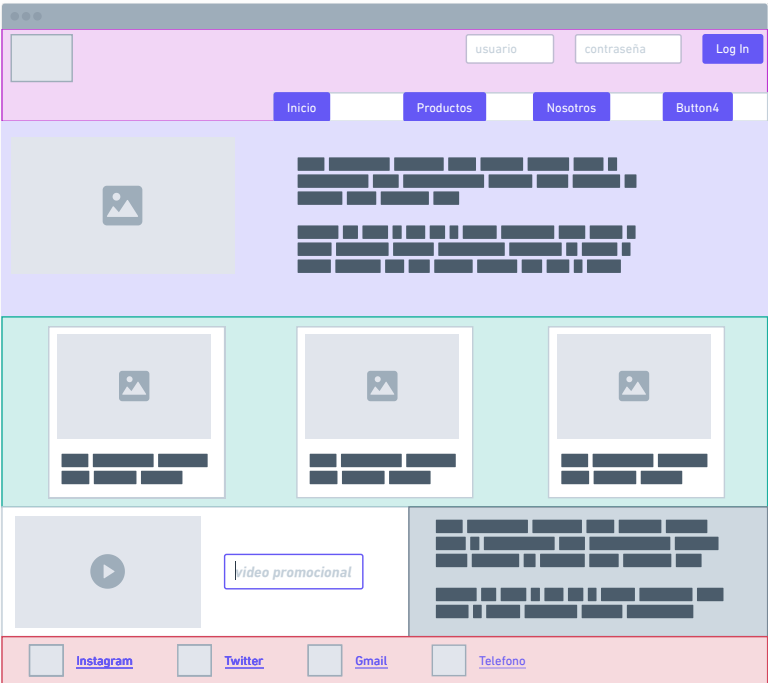 usuario contraseña Log In
Inicio Productos Nosotros Button4
video promocional
Instagram Twitter Gmail Telefono